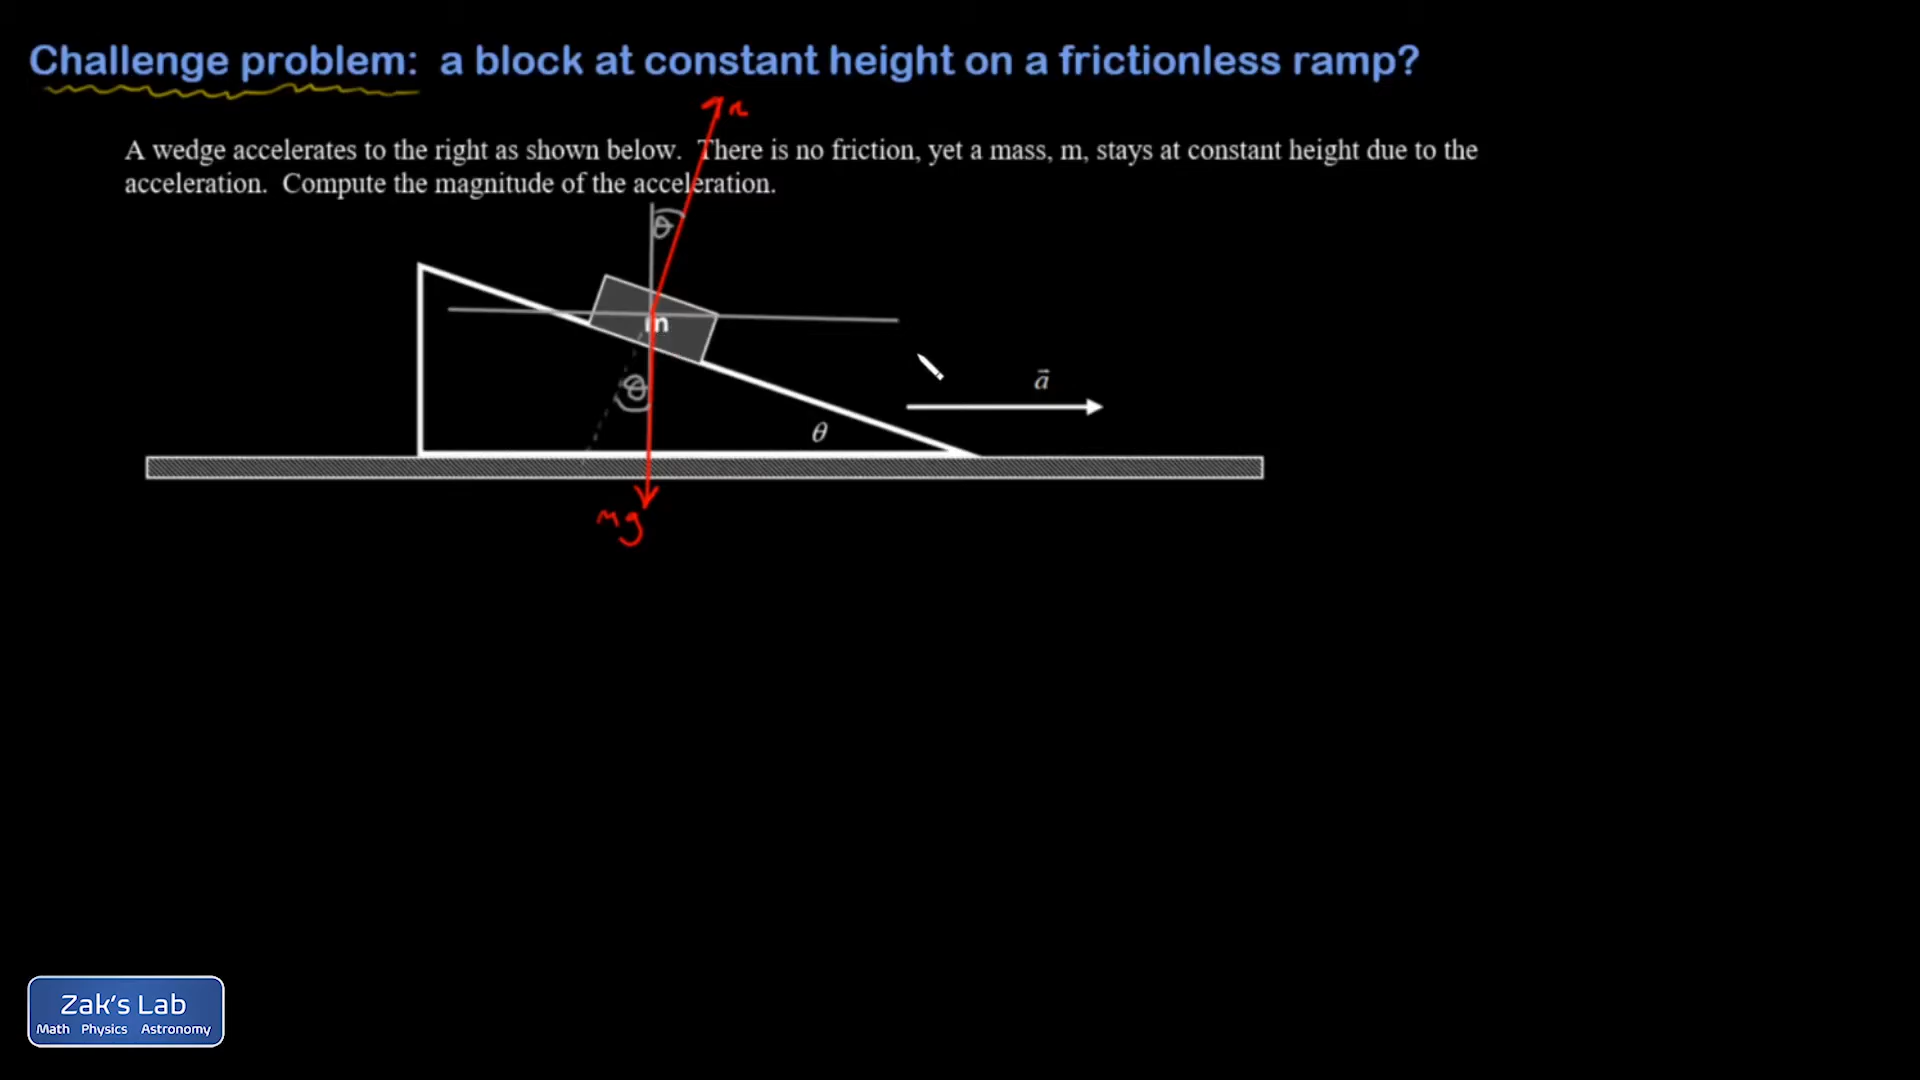 Challenge problem: a block at constant height on a frictionless ramp?
n
A wedge accelerates to the right as shown below. There is no friction, yet a mass, m, stays at constant height due to the
acceleration. Compute the magnitude of the acceleration.
θ
m
θ
a⃗
θ
mg
Zak's Lab
Math Physics Astronomy